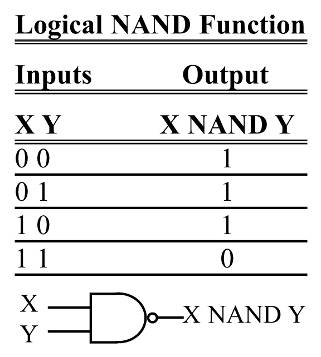 Logical NAND Function
Inputs Output
X Y X NAND Y
0 0 1
0 1 1
1 0 1
1 1 0
X
Y
X NAND Y